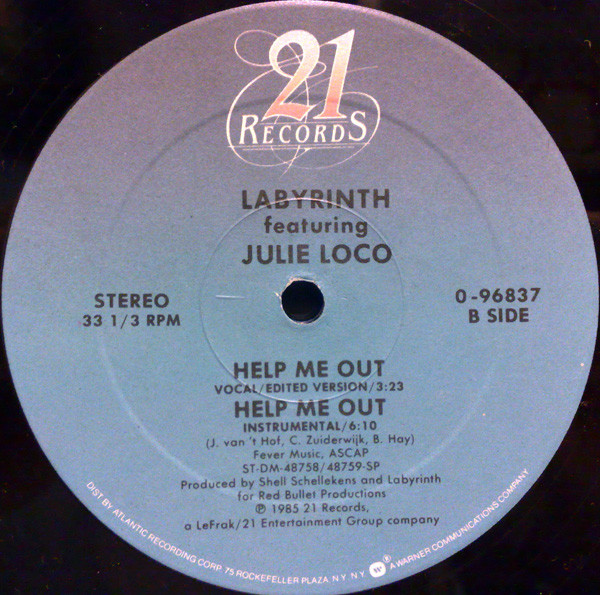 21
RECORDS
LABYRINTH
featuring
JULIE LOCO
STEREO
33 1/3 RPM
0-96837
B SIDE
HELP ME OUT
VOCAL/EDITED VERSION/3:23
HELP ME OUT
INSTRUMENTAL/6:10
(J. van 't Hof, C. Zuiderwijk, B. Hay)
Fever Music, ASCAP
ST-DM-48758/48759-SP
Produced by Shell Schellekens and Labyrinth
for Red Bullet Productions
℗ 1985 21 Records,
a LeFrak/21 Entertainment Group company
DIST BY ATLANTIC RECORDING CORP. 75 ROCKEFELLER PLAZA. N.Y. N.Y. W ® A WARNER COMMUNICATIONS COMPANY